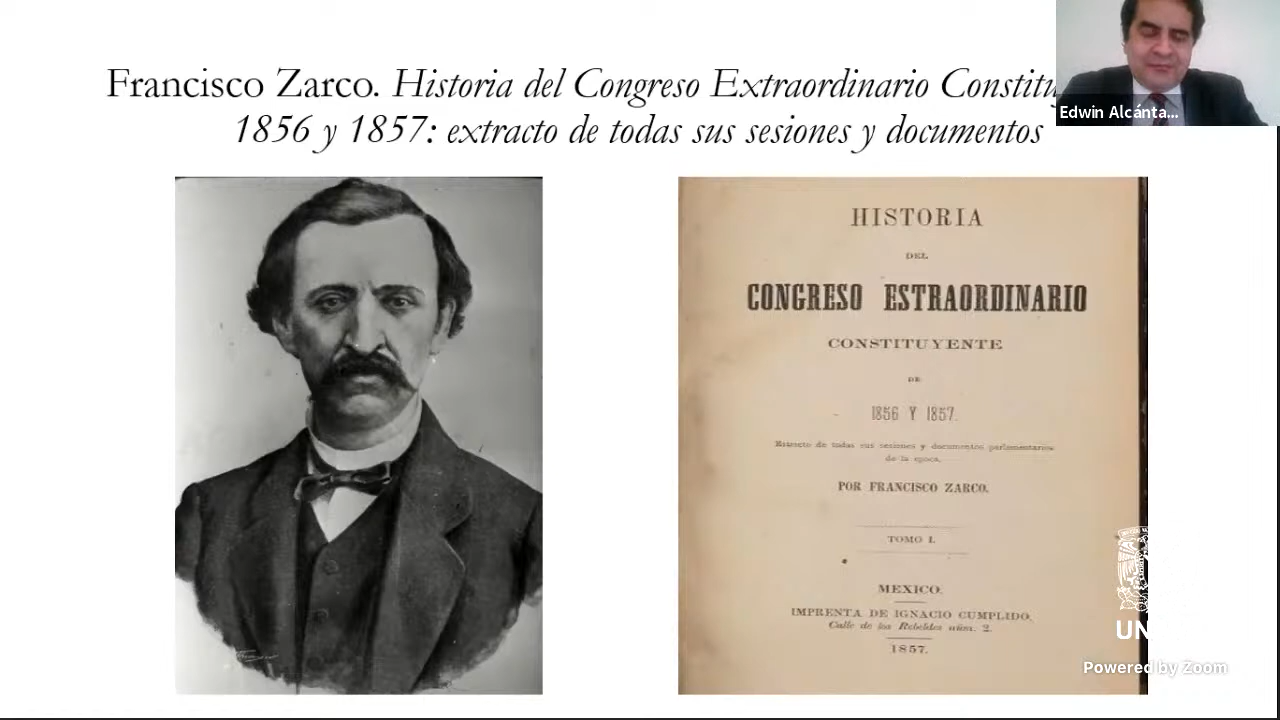 Francisco Zarco. Historia del Congreso Extraordinario
1856 y 1857: extracto de todas sus sesiones y documentos
Edwin Alcánta...
HISTORIA
DEL
CONGRESO ESTRAORDINARIO
CONSTITUYENTE
DE
1856 Y 1857.
Estracto de todas sus sesiones y documentos parlamentarios
de la epoca,
POR FRANCISCO ZARCO.
TOMO I.
MEXICO.
IMPRENTA DE IGNACIO CUMPLIDO,
Calle de los Rebeldes núm. 2.
1857.
Powered by Zoom